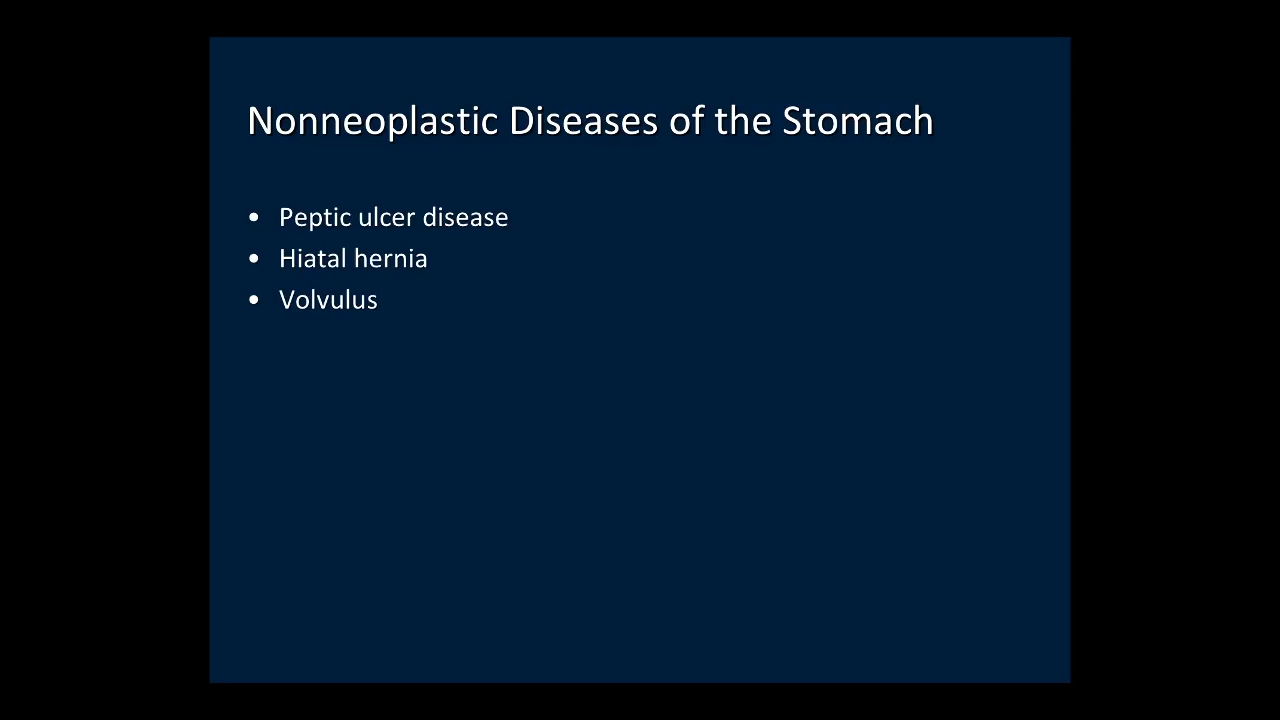 Nonneoplastic Diseases of the Stomach
• Peptic ulcer disease
• Hiatal hernia
• Volvulus